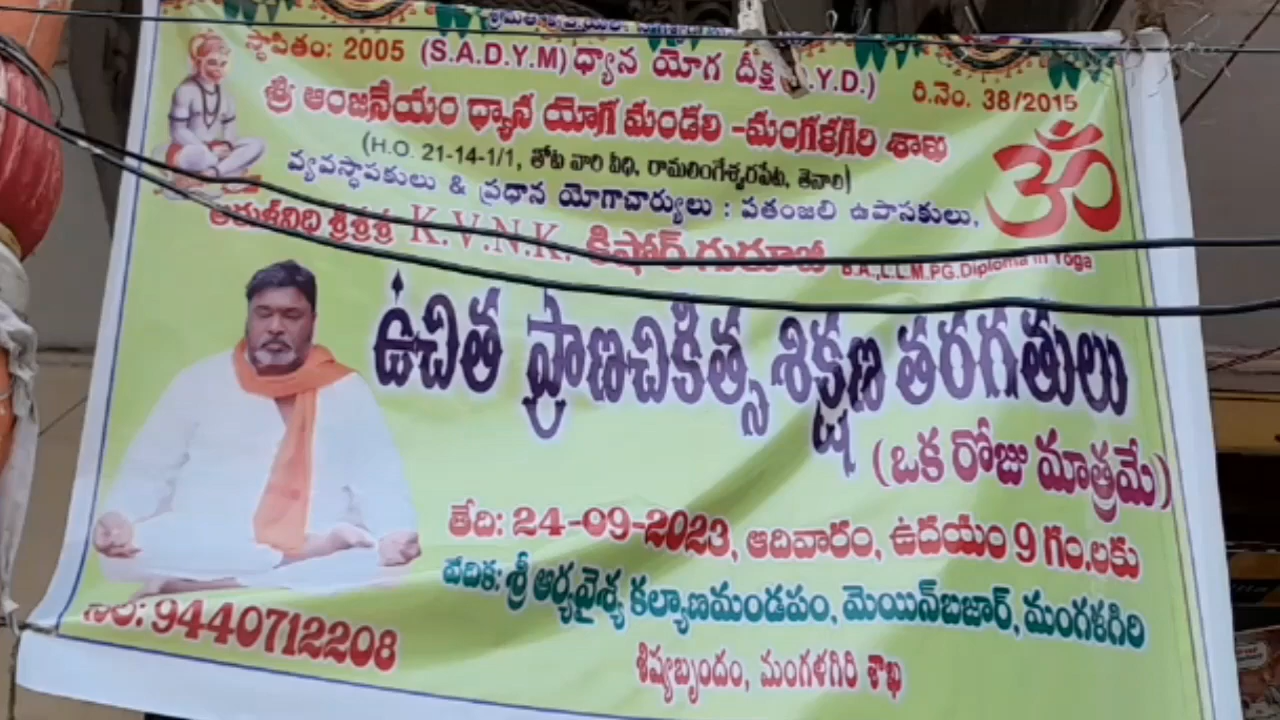 స్థాపితం: 2005 (S.A.D.Y.M) ధ్యాన యోగ దీక్ష .Y.D.) రి.నెం. 38/2015
శ్రీ ఆంజనేయం ధ్యాన యోగ మండలి -మంగళగిరి శాఖ
(H.O. 21-14-1/1, తోట వారి వీధి, రామలింగేశ్వరపేట, తెనాలి)
వ్యవస్థాపకులు & ప్రధాన యోగాచార్యులు : పతంజలి ఉపాసకులు,
శ్రీశ్రీశ్రీ K.V.N.K. కిషోర్ గురూజీ B.A.,L.L.M.PG.Diploma in Yoga
ఉచిత ప్రాణచికిత్స శిక్షణ తరగతులు
(ఒక రోజు మాత్రమే)
తేది: 24-09-2023, ఆదివారం, ఉదయం 9 గం.లకు
వేదిక: శ్రీ ఆర్యవైశ్య కల్యాణమండపం, మెయిన్‌బజార్, మంగళగిరి
సెల్: 9440712208
శిష్యబృందం, మంగళగిరి శాఖ